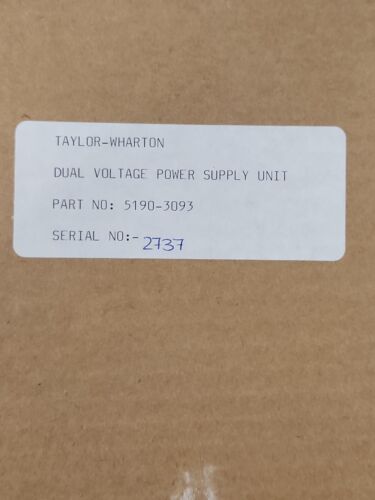 TAYLOR-WHARTON
DUAL VOLTAGE POWER SUPPLY UNIT
PART NO: 5190-3093
SERIAL NO:- 2737